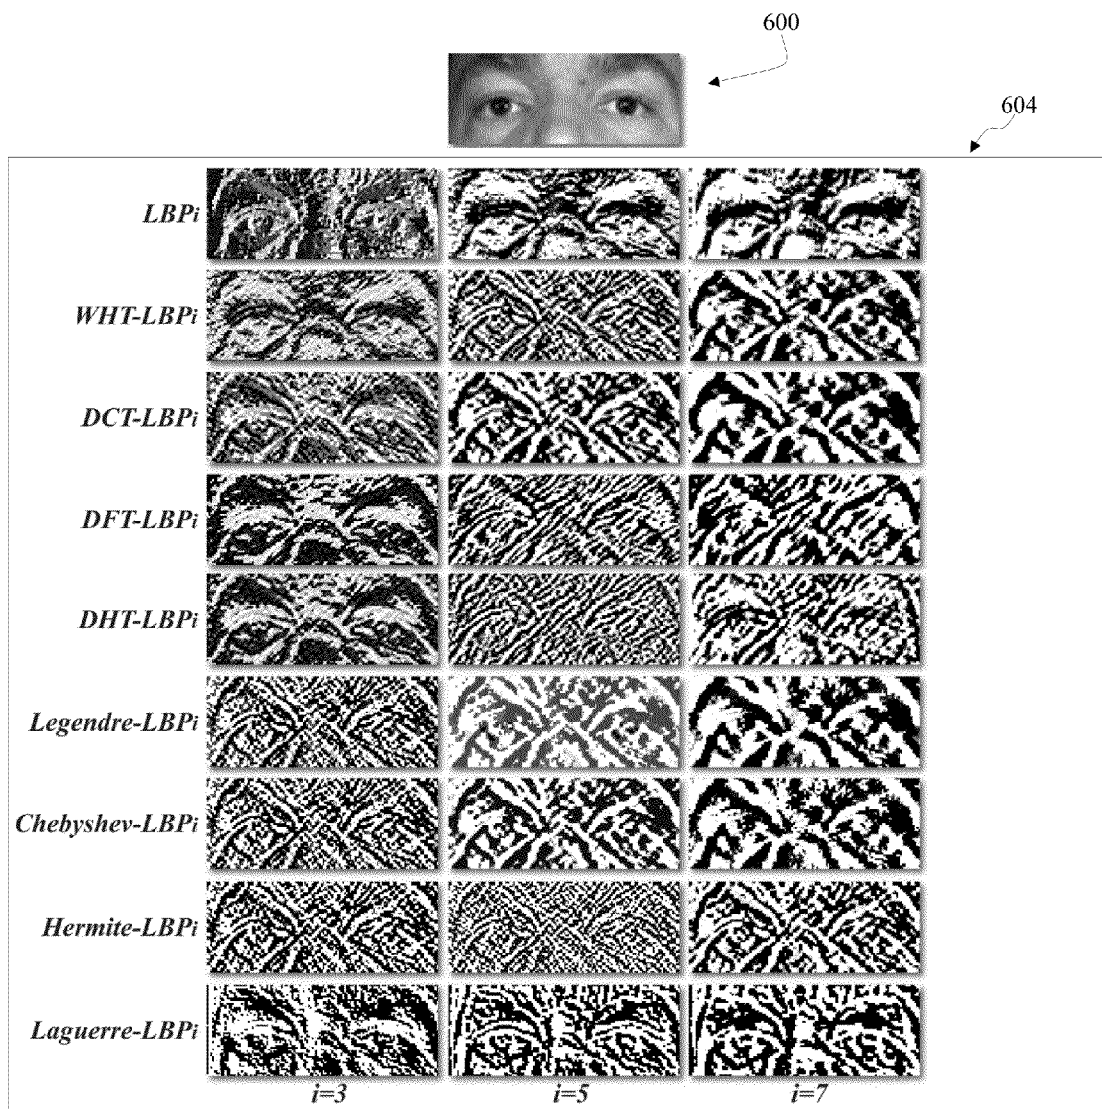 600
604
LBPi
WHT-LBPi
DCT-LBPi
DFT-LBPi
DHT-LBPi
Legendre-LBPi
Chebyshev-LBPi
Hermite-LBPi
Laguerre-LBPi
i=3 i=5 i=7